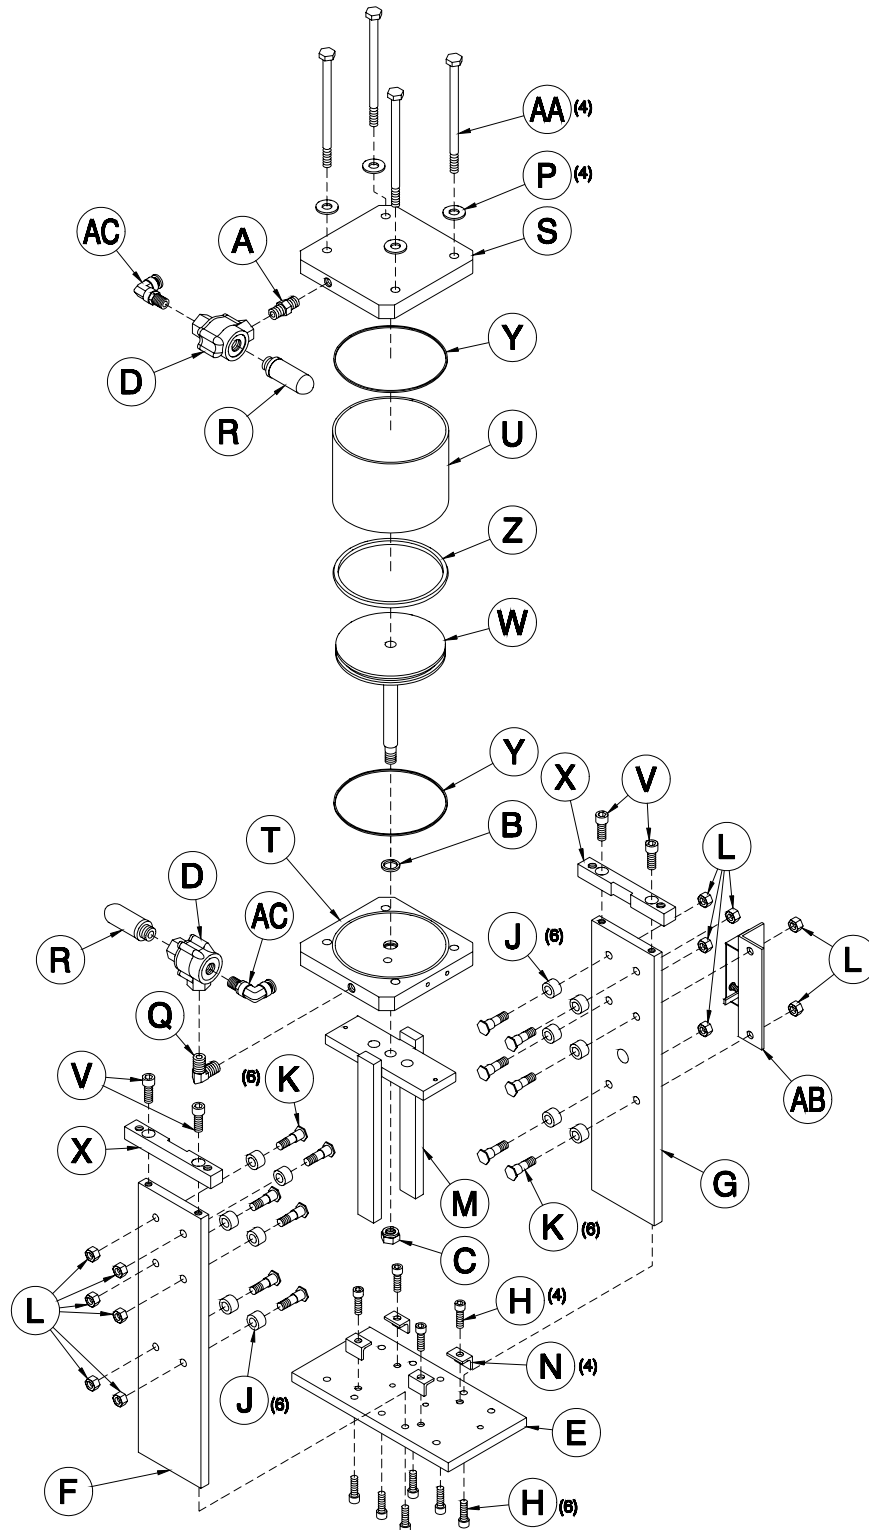 AA (4)
P (4)
AC
A
S
Y
D
R
U
Z
W
Y
X
V
B
T
L
D
AC
J (6)
R
L
Q
V
(6) K
AB
X
G
M
K (6)
C
L
H (4)
N (4)
J (6)
E
F
H (6)